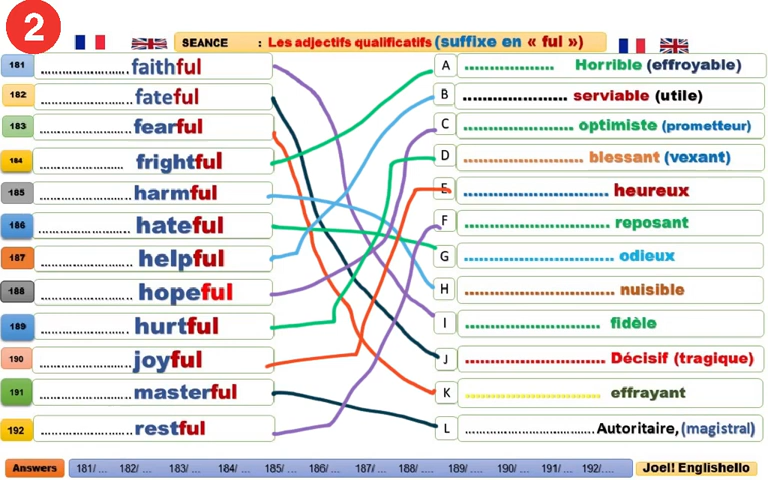 2
SEANCE : Les adjectifs qualificatifs (suffixe en « ful »)
181 ........................ faithful A ........................ Horrible (effroyable)
182 ........................ fateful B ........................ serviable (utile)
183 ........................ fearful C ........................ optimiste (prometteur)
184 ........................ frightful D ........................ blessant (vexant)
185 ........................ harmful E ........................ heureux
186 ........................ hateful F ........................ reposant
187 ........................ helpful G ........................ odieux
188 ........................ hopeful H ........................ nuisible
189 ........................ hurtful I ........................ fidèle
190 ........................ joyful J ........................ Décisif (tragique)
191 ........................ masterful K ........................ effrayant
192 ........................ restful L ........................ Autoritaire, (magistral)
Answers 181/ ... 182/ ... 183/ ... 184/ ... 185/ ... 186/ ... 187/ ... 188/ ... 189/ ... 190/ ... 191/ ... 192/.... Joel! Englishello